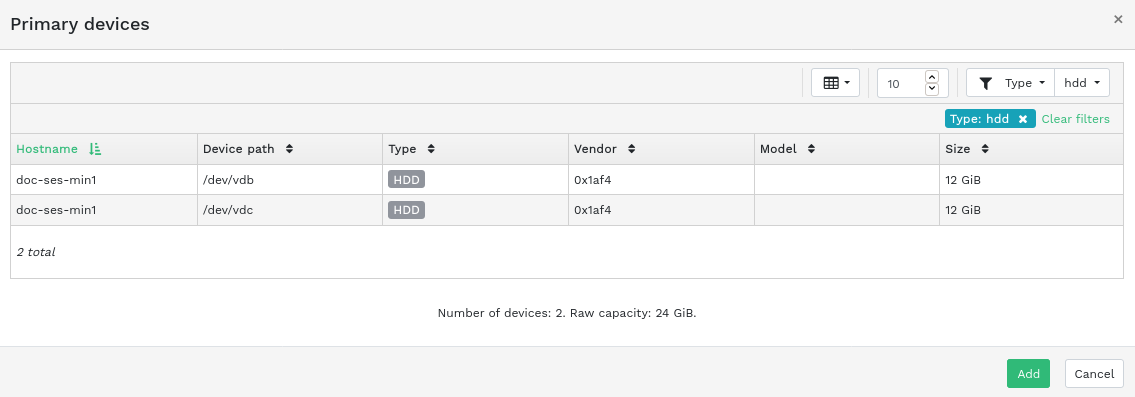 Primary devices ×
10 Type hdd
Type: hdd × Clear filters
Hostname Device path Type Vendor Model Size
doc-ses-min1 /dev/vdb HDD 0x1af4 12 GiB
doc-ses-min1 /dev/vdc HDD 0x1af4 12 GiB
2 total
Number of devices: 2. Raw capacity: 24 GiB.
Add Cancel